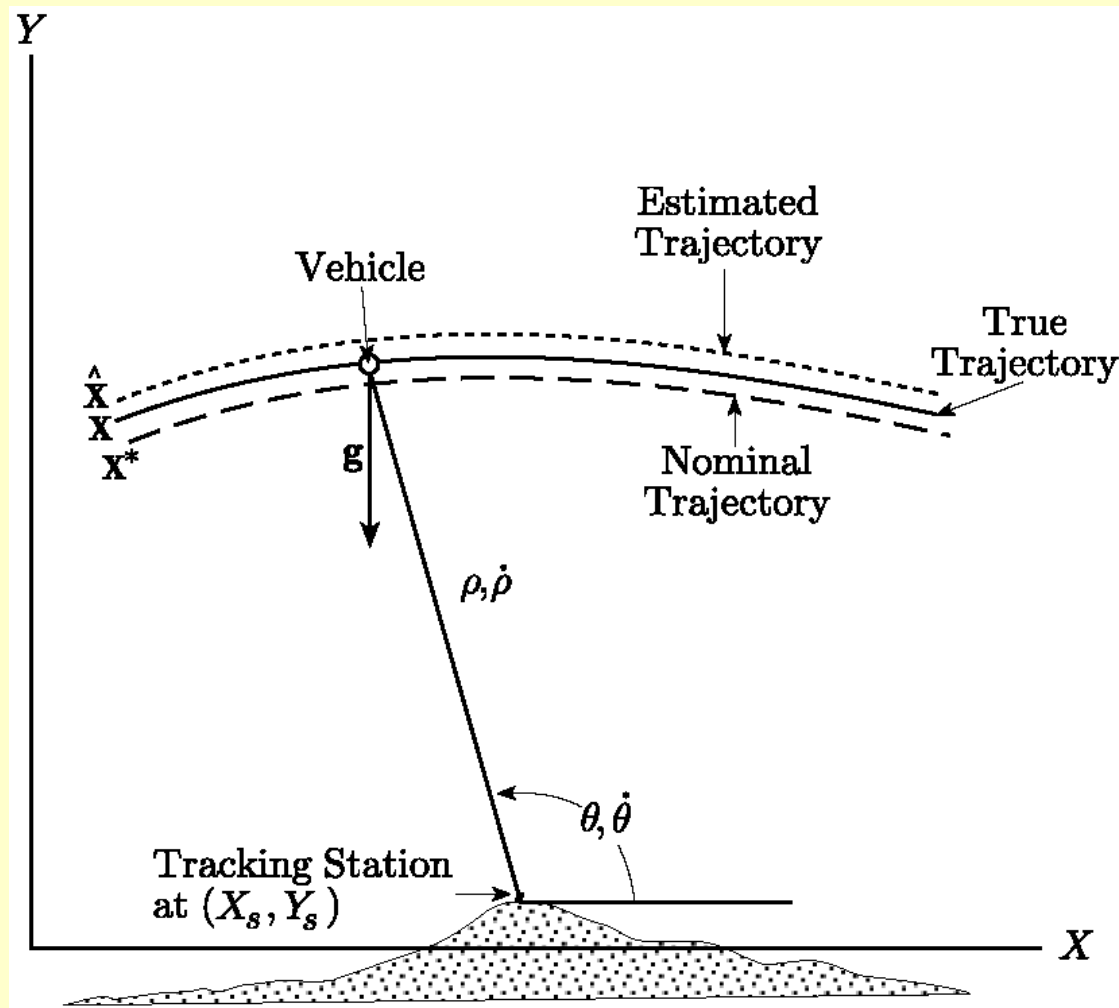 Y
Estimated
Trajectory
Vehicle
True
Trajectory
x̂
x
x*
g
Nominal
Trajectory
ρ, ρ̇
θ, θ̇
Tracking Station
at (X_s, Y_s)
X